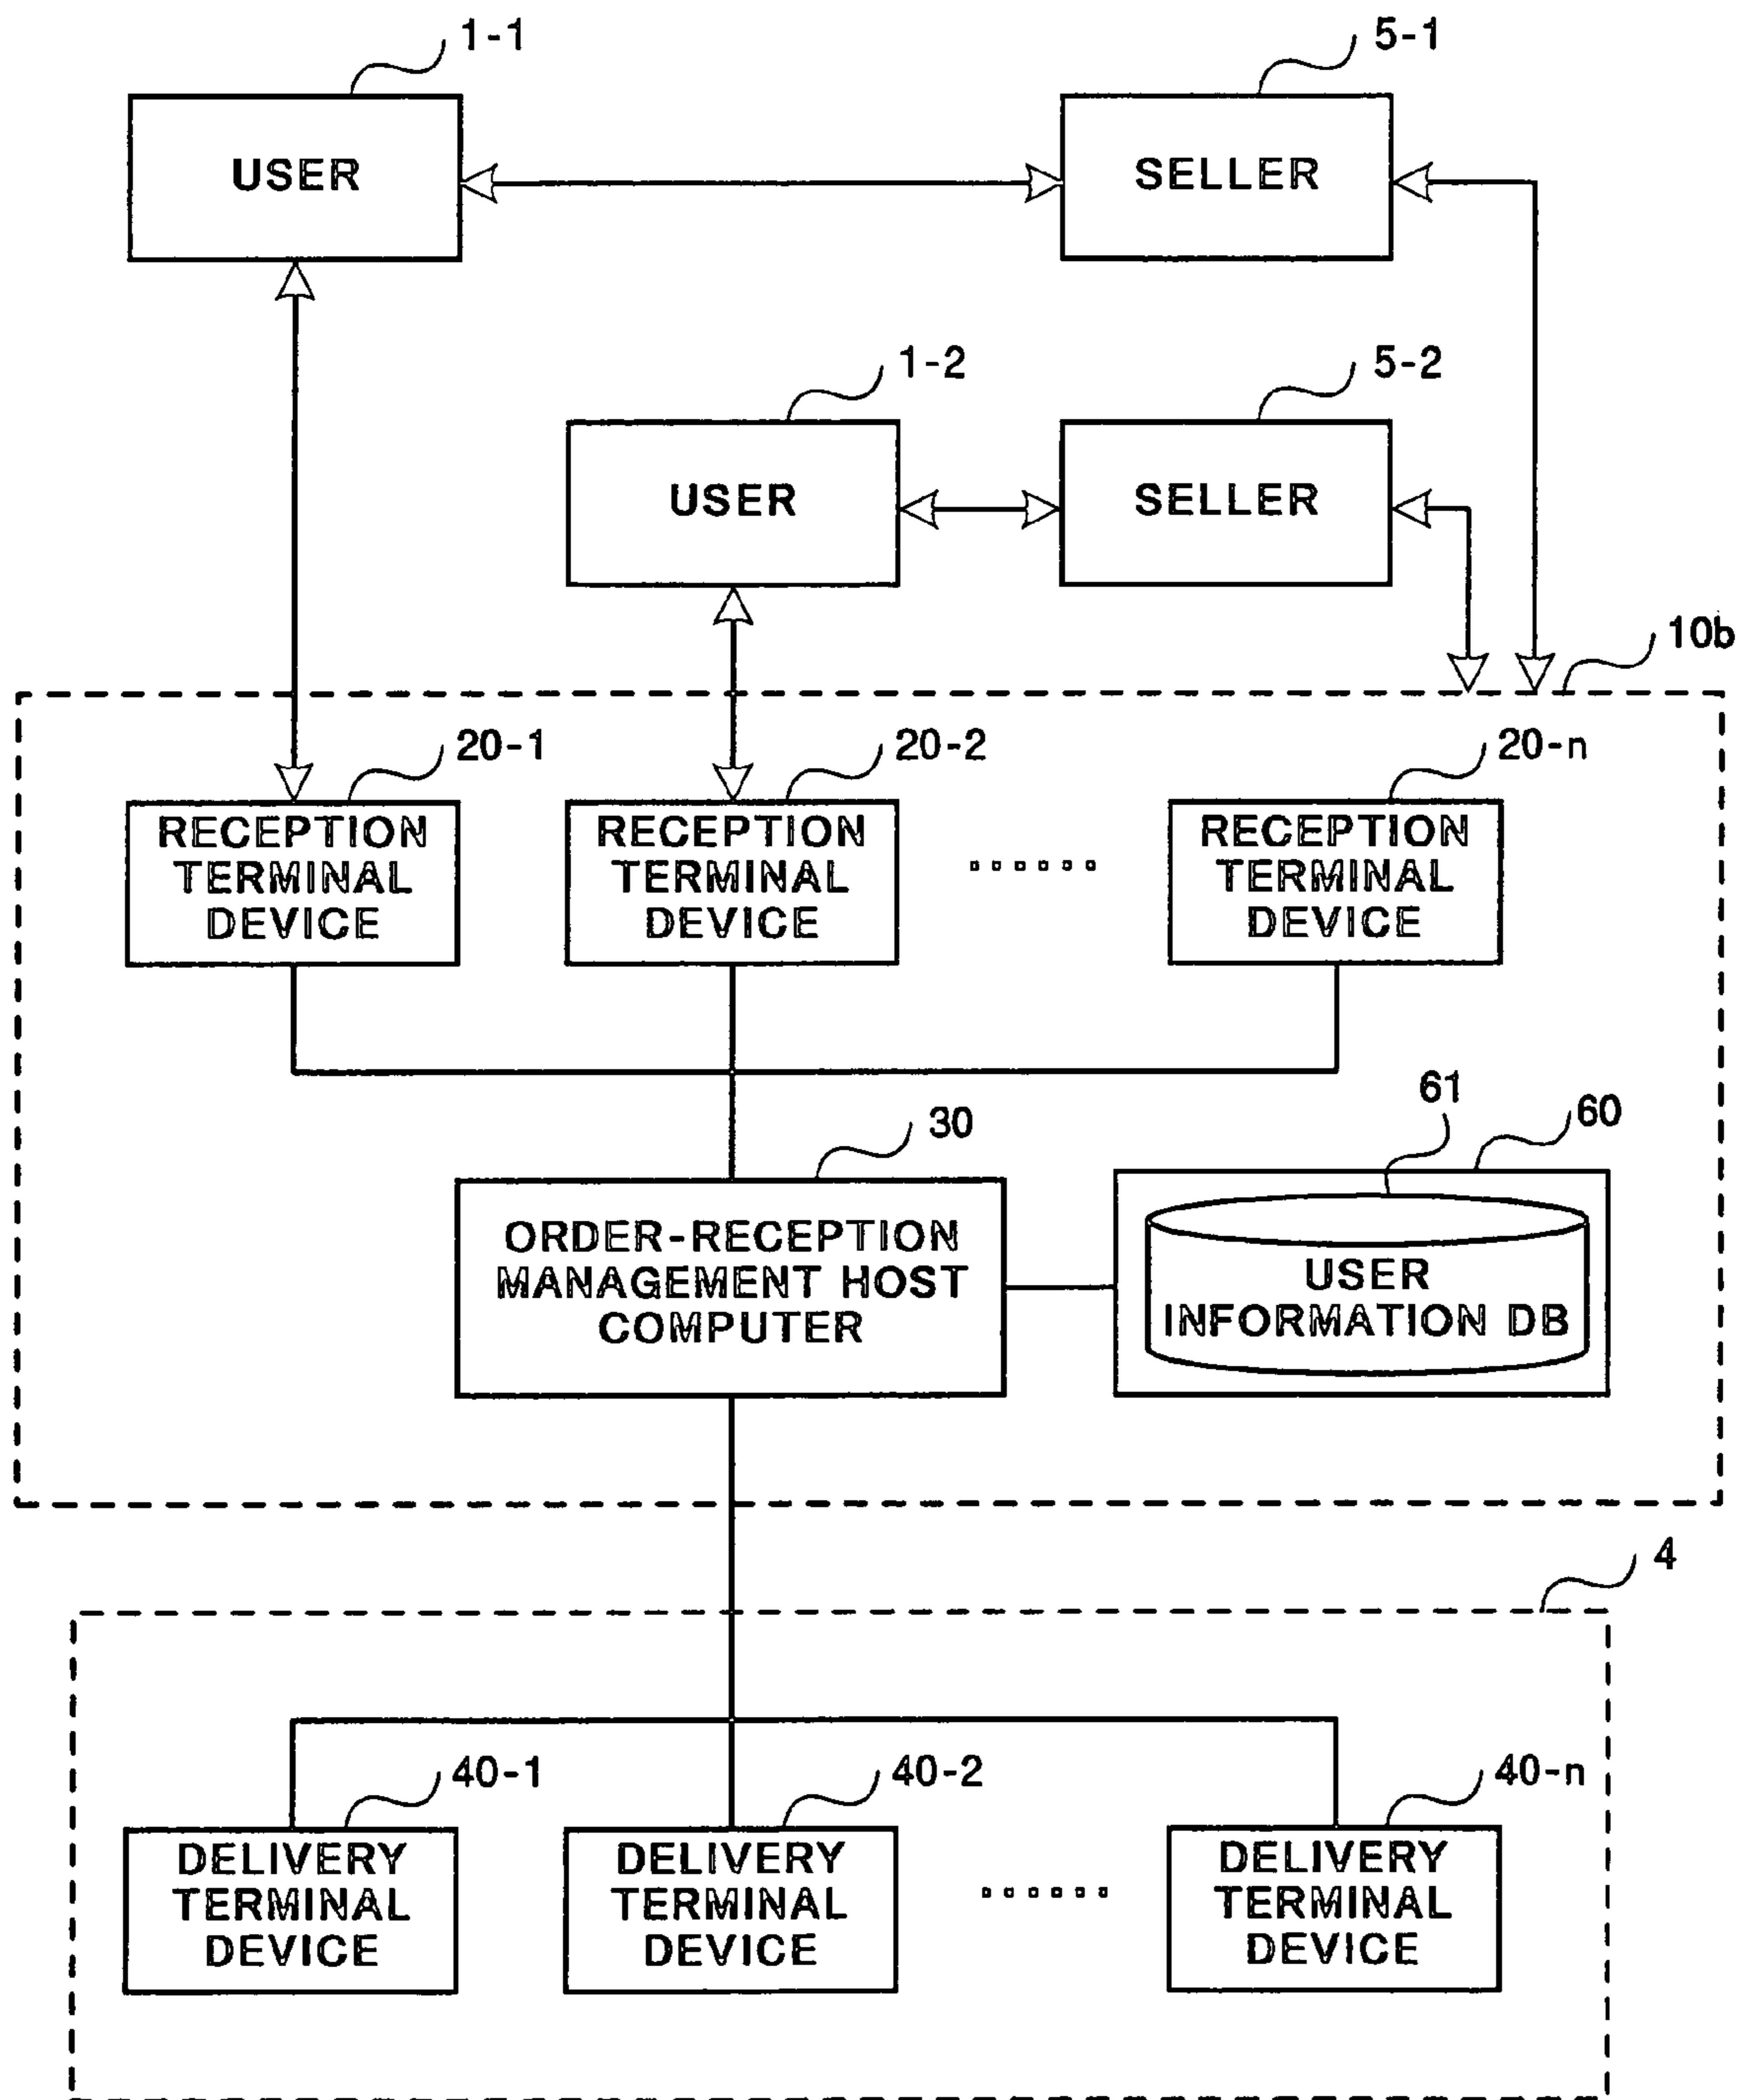 1-1
5-1
USER
SELLER
1-2
5-2
USER
SELLER
10b
20-1
20-2
20-n
RECEPTION
TERMINAL
DEVICE
RECEPTION
TERMINAL
DEVICE
......
RECEPTION
TERMINAL
DEVICE
61
60
30
ORDER-RECEPTION
MANAGEMENT HOST
COMPUTER
USER
INFORMATION DB
4
40-1
40-2
40-n
DELIVERY
TERMINAL
DEVICE
DELIVERY
TERMINAL
DEVICE
......
DELIVERY
TERMINAL
DEVICE